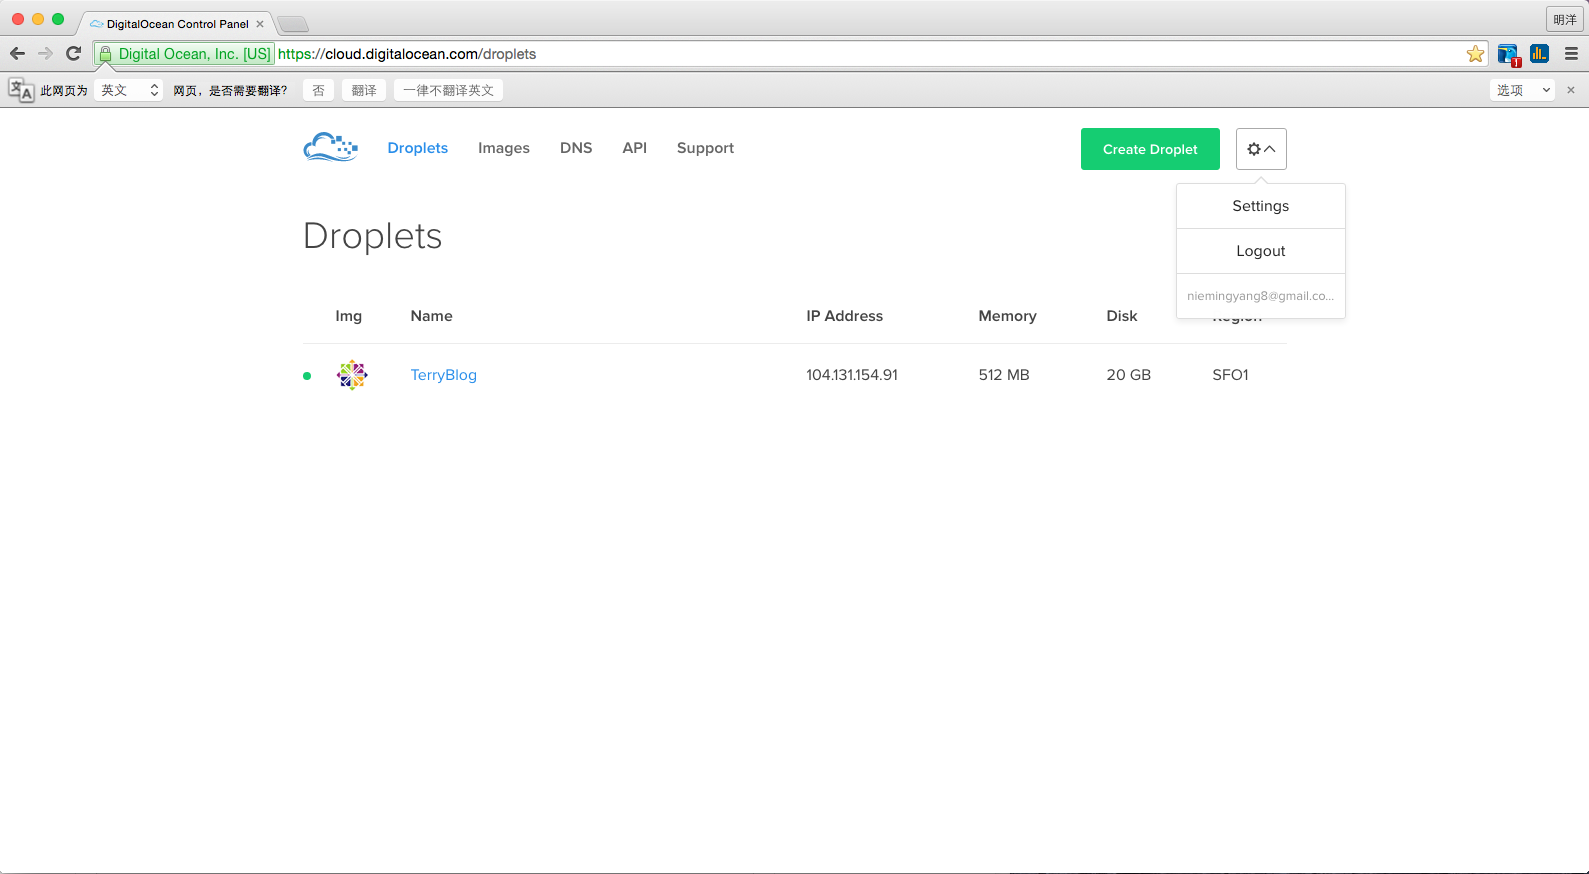 DigitalOcean Control Panel
明洋
Digital Ocean, Inc. [US] https://cloud.digitalocean.com/droplets
此网页为 英文 网页，是否需要翻译? 否 翻译 一律不翻译英文 选项
Droplets Images DNS API Support Create Droplet
Settings
Logout
niemingyang8@gmail.co...
Droplets
Img Name IP Address Memory Disk Region
TerryBlog 104.131.154.91 512 MB 20 GB SFO1